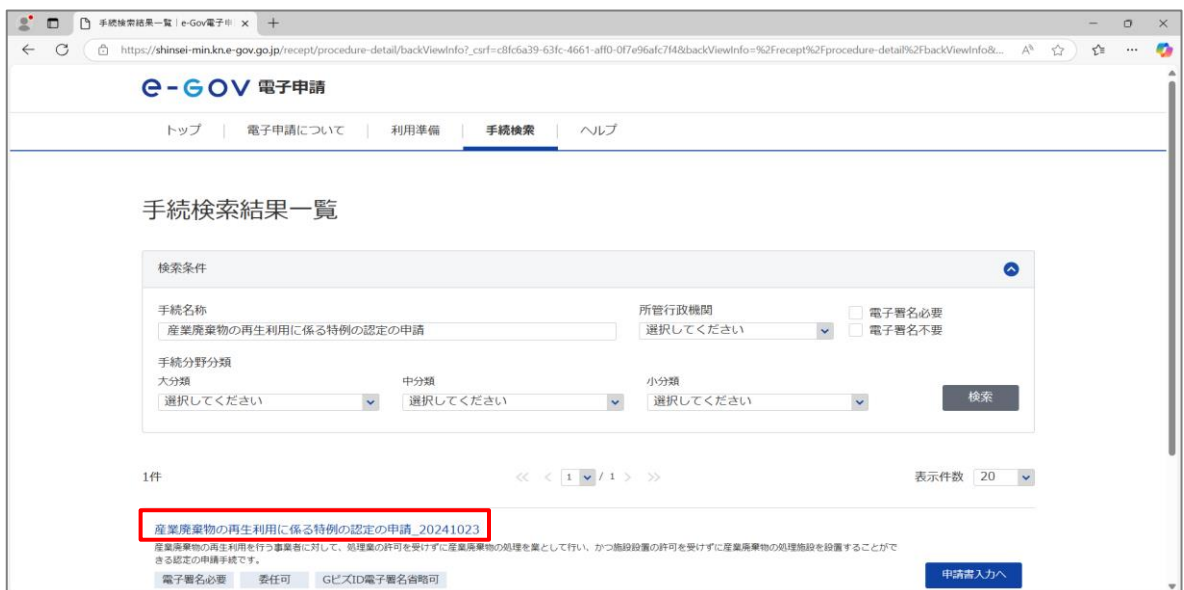 手続検索結果一覧 | e-Gov電子申
https://shinsei-min.kn.e-gov.go.jp/recept/procedure-detail/backViewInfo?_csrf=c8fc6a39-63fc-4661-aff0-0f7e96afc7f4&backViewInfo=%2Frecept%2Fprocedure-detail%2FbackViewInfo&...
e-GOV 電子申請
トップ | 電子申請について | 利用準備 | 手続検索 | ヘルプ
手続検索結果一覧
検索条件
手続名称 所管行政機関 電子署名必要
産業廃棄物の再生利用に係る特例の認定の申請 選択してください 電子署名不要
手続分野分類
大分類 中分類 小分類
選択してください 選択してください 選択してください 検索
1件 << < 1 / 1 > >> 表示件数 20
産業廃棄物の再生利用に係る特例の認定の申請_20241023
産業廃棄物の再生利用を行う事業者に対して、処理業の許可を受けずに産業廃棄物の処理を業として行い、かつ施設設置の許可を受けずに産業廃棄物の処理施設を設置することがで
きる認定の申請手続です。
電子署名必要 委任可 GビズID電子署名省略可 申請書入力へ